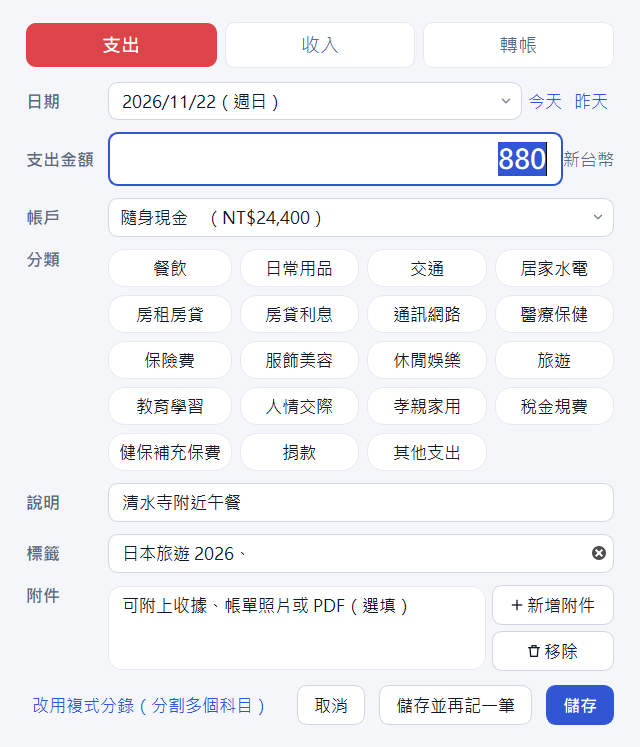 支出 收入 轉帳
日期 2026/11/22（週日） 今天 昨天
支出金額 880 新台幣
帳戶 隨身現金 （NT$24,400）
分類 餐飲 日常用品 交通 居家水電
房租房貸 房貸利息 通訊網路 醫療保健
保險費 服飾美容 休閒娛樂 旅遊
教育學習 人情交際 孝親家用 稅金規費
健保補充保費 捐款 其他支出
說明 清水寺附近午餐
標籤 日本旅遊 2026、
附件 可附上收據、帳單照片或 PDF（選填） ＋新增附件
移除
改用複式分錄（分割多個科目） 取消 儲存並再記一筆 儲存